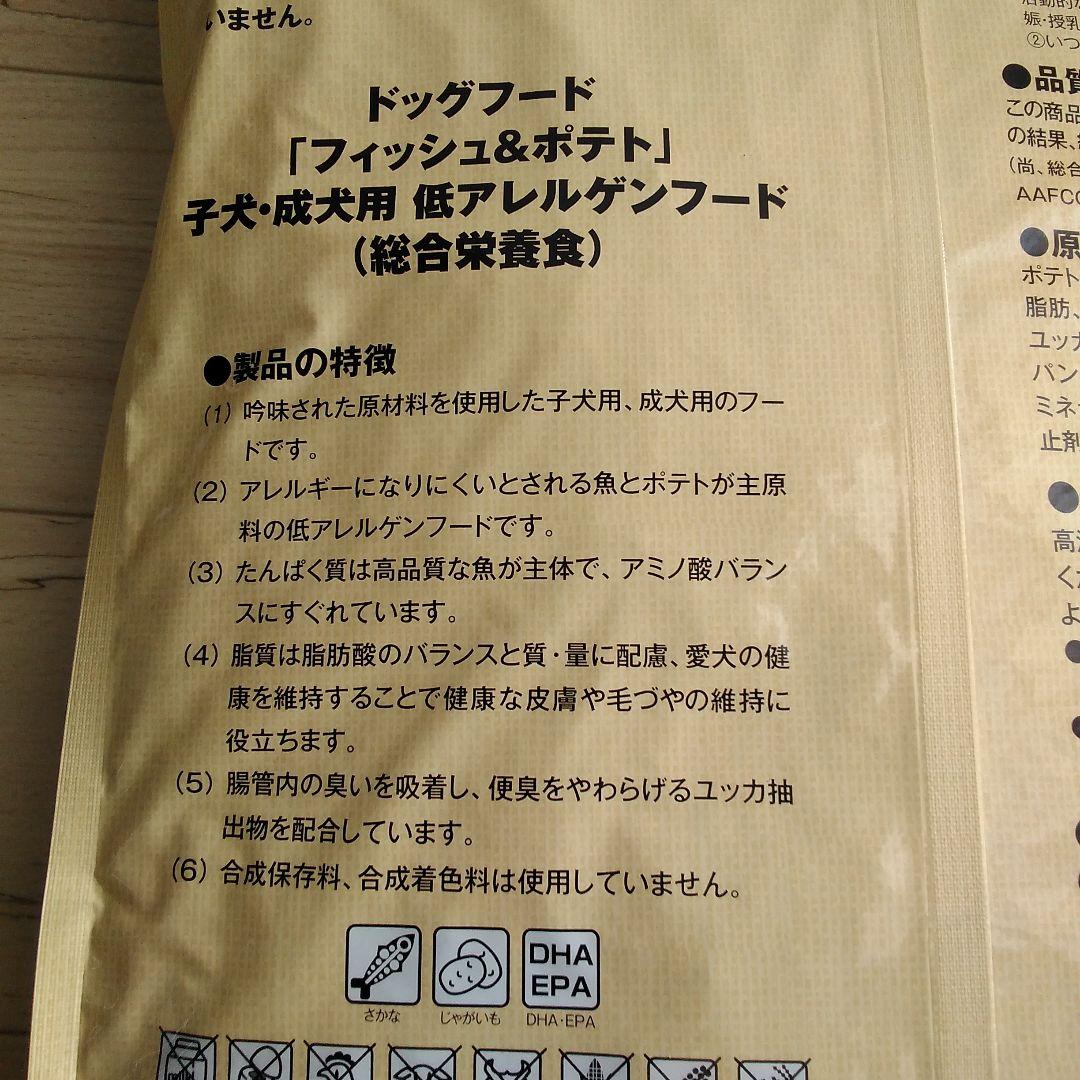 いません。
ドッグフード
「フィッシュ&ポテト」
子犬・成犬用 低アレルゲンフード
(総合栄養食)
●製品の特徴
(1) 吟味された原材料を使用した子犬用、成犬用のフー
ドです。
(2) アレルギーになりにくいとされる魚とポテトが主原
料の低アレルゲンフードです。
(3) たんぱく質は高品質な魚が主体で、アミノ酸バラン
スにすぐれています。
(4) 脂質は脂肪酸のバランスと質・量に配慮、愛犬の健
康を維持することで健康な皮膚や毛づやの維持に
役立ちます。
(5) 腸管内の臭いを吸着し、便臭をやわらげるユッカ抽
出物を配合しています。
(6) 合成保存料、合成着色料は使用していません。
DHA
EPA
さかな
じゃがいも
DHA・EPA
娠・授乳
②いつ
●品質
この商品
の結果、
(尚、総合
AAFCO
●原
ポテト
脂肪、
ユッカ
パン
ミネ
止剤